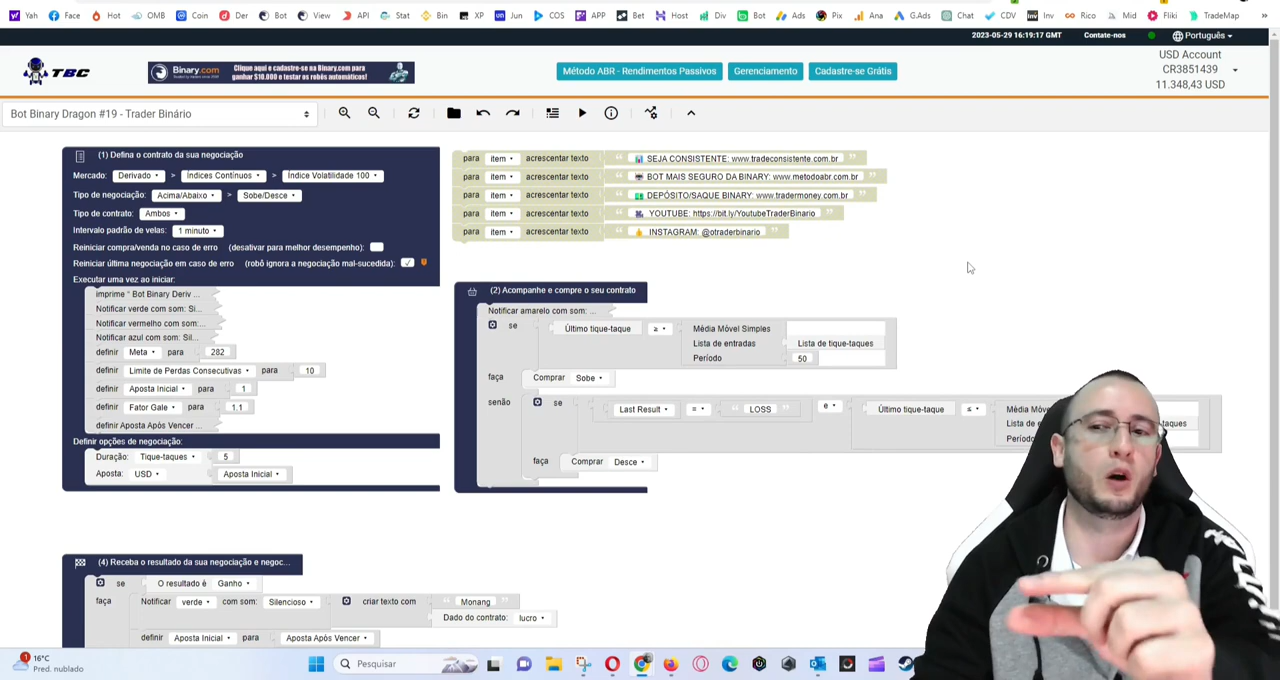 Yah Face Hot OMB Coin Der Bot View API Stat Bin XP Jun COS APP Bet Host Div Bot Ads Pix Ana G.Ads Chat CDV Inv Rico Mid Fliki TradeMap »
2023-05-29 16:19:17 GMT Contate-nos Português
TBC
Binary.com Clique aqui e cadastre-se na Binary.com para
ganhar $10.000 e testar os robôs automáticos!
Método ABR - Rendimentos Passivos Gerenciamento Cadastre-se Grátis
USD Account
CR3851439
11.348,43 USD
Bot Binary Dragon #19 - Trader Binário
(1) Defina o contrato da sua negociação
Mercado: Derivado > Índices Contínuos > Índice Volatilidade 100
Tipo de negociação: Acima/Abaixo > Sobe/Desce
Tipo de contrato: Ambos
Intervalo padrão de velas: 1 minuto
Reiniciar compra/venda no caso de erro (desativar para melhor desempenho):
Reiniciar última negociação em caso de erro (robô ignora a negociação mal-sucedida): ✓
Executar uma vez ao iniciar:
imprime " Bot Binary Deriv ...
Notificar verde com som: Si...
Notificar vermelho com som:...
Notificar azul com som: Sil...
definir Meta para 282
definir Limite de Perdas Consecutivas para 10
definir Aposta Inicial para 1
definir Fator Gale para 1.1
definir Aposta Após Vencer ...
Definir opções de negociação:
Duração: Tique-taques 5
Aposta: USD Aposta Inicial
para item acrescentar texto “ SEJA CONSISTENTE: www.tradeconsistente.com.br ”
para item acrescentar texto “ BOT MAIS SEGURO DA BINARY: www.metodoabr.com.br ”
para item acrescentar texto “ DEPÓSITO/SAQUE BINARY: www.tradermoney.com.br ”
para item acrescentar texto “ YOUTUBE: https://bit.ly/YoutubeTraderBinario ”
para item acrescentar texto “ INSTAGRAM: @otraderbinario ”
(2) Acompanhe e compre o seu contrato
Notificar amarelo com som: ...
se Último tique-taque ≥ Média Móvel Simples
Lista de entradas Lista de tique-taques
Período 50
faça Comprar Sobe
senão se Last Result = “ LOSS ” e Último tique-taque ≤ Média Mó
Lista de taques
Período
faça Comprar Desce
(4) Receba o resultado da sua negociação e negoc...
se O resultado é Ganho
faça Notificar verde com som: Silencioso criar texto com “ Monang ”
Dado do contrato: lucro
definir Aposta Inicial para Aposta Após Vencer
1 16°C
Pred. nublado
Pesquisar